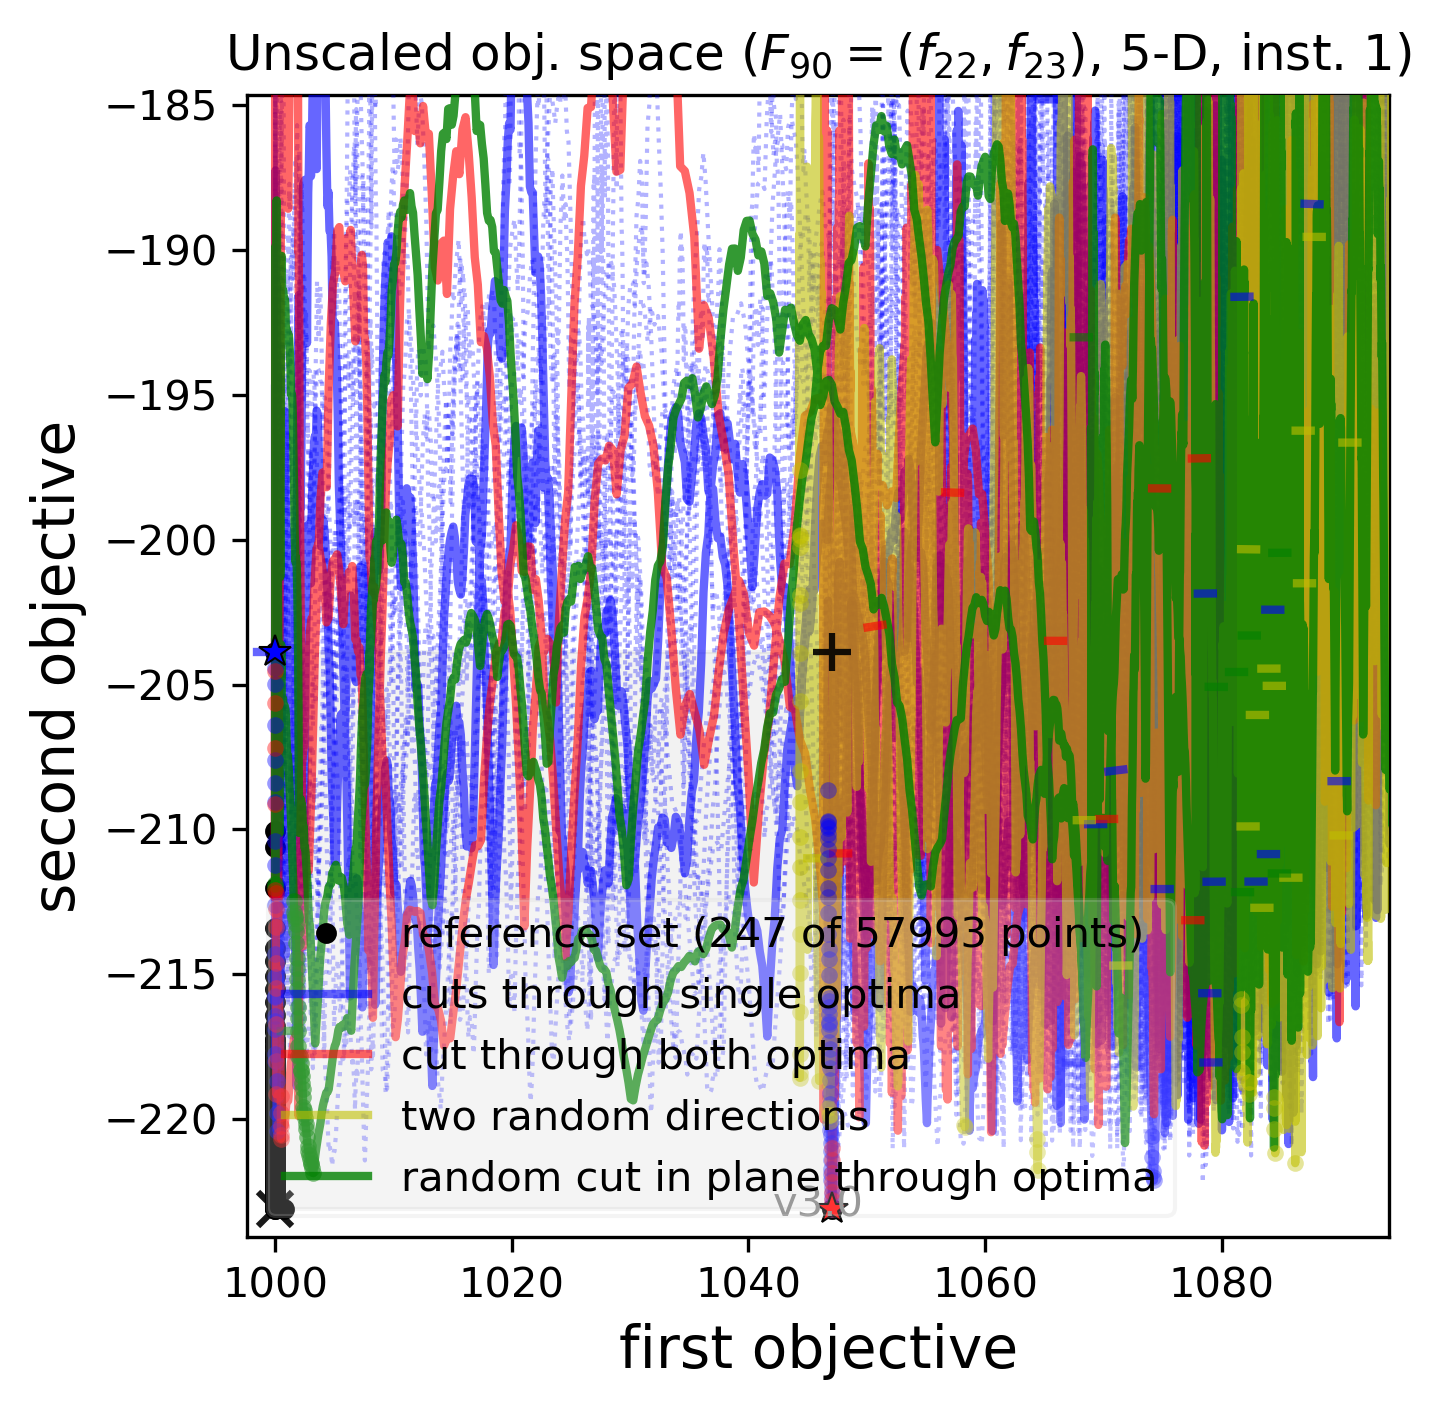 Unscaled obj. space (F₉₀ = (f₂₂, f₂₃), 5-D, inst. 1)
second objective
−185
−190
−195
−200
−205
−210
−215
−220
reference set (247 of 57993 points)
cuts through single optima
cut through both optima
two random directions
random cut in plane through optima
1000 1020 1040 1060 1080
first objective